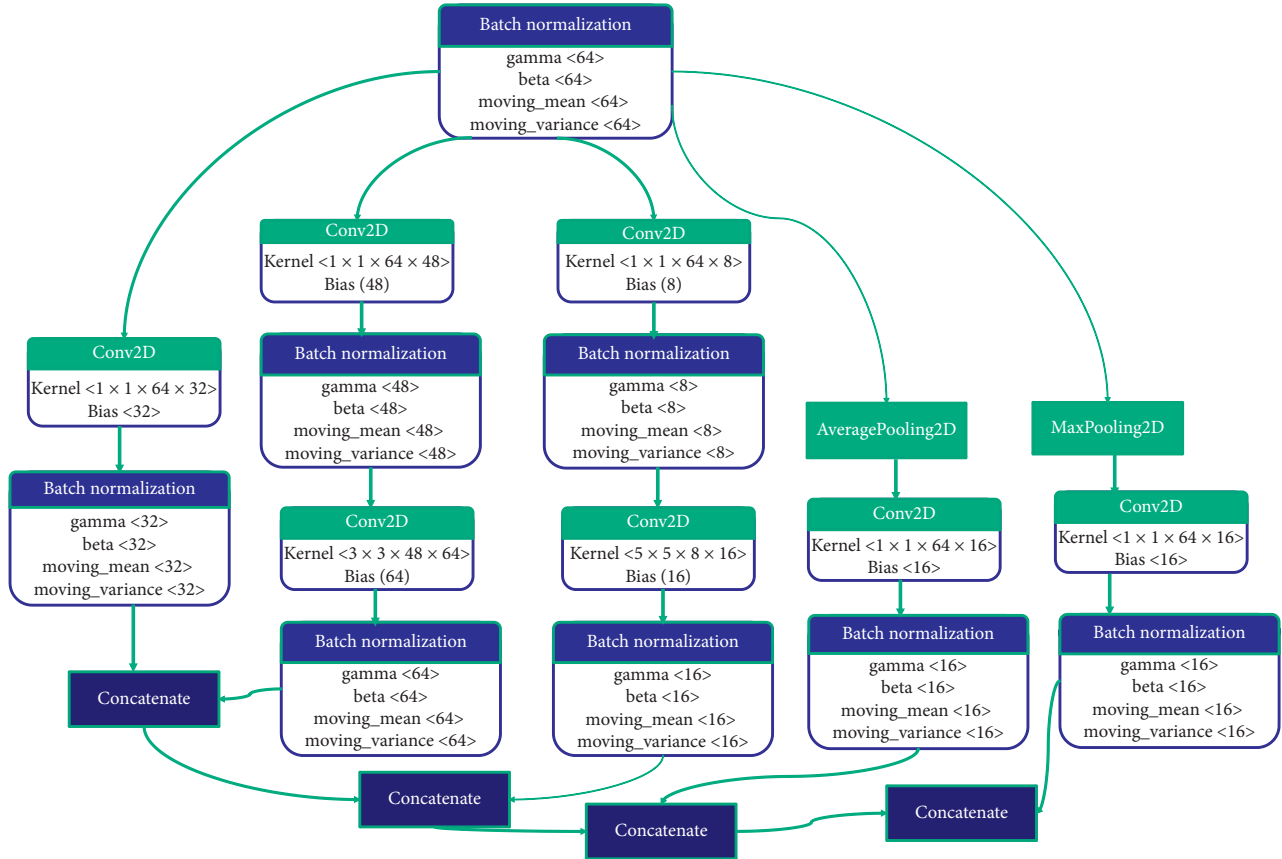 Batch normalization
gamma <64>
beta <64>
moving_mean <64>
moving_variance <64>
Conv2D
Kernel <1 × 1 × 64 × 32>
Bias <32>
Batch normalization
gamma <32>
beta <32>
moving_mean <32>
moving_variance <32>
Concatenate
Conv2D
Kernel <1 × 1 × 64 × 48>
Bias (48)
Batch normalization
gamma <48>
beta <48>
moving_mean <48>
moving_variance <48>
Conv2D
Kernel <3 × 3 × 48 × 64>
Bias (64)
Batch normalization
gamma <64>
beta <64>
moving_mean <64>
moving_variance <64>
Conv2D
Kernel <1 × 1 × 64 × 8>
Bias (8)
Batch normalization
gamma <8>
beta <8>
moving_mean <8>
moving_variance <8>
Conv2D
Kernel <5 × 5 × 8 × 16>
Bias (16)
Batch normalization
gamma <16>
beta <16>
moving_mean <16>
moving_variance <16>
AveragePooling2D
Conv2D
Kernel <1 × 1 × 64 × 16>
Bias <16>
Batch normalization
gamma <16>
beta <16>
moving_mean <16>
moving_variance <16>
MaxPooling2D
Conv2D
Kernel <1 × 1 × 64 × 16>
Bias <16>
Batch normalization
gamma <16>
beta <16>
moving_mean <16>
moving_variance <16>
Concatenate
Concatenate
Concatenate